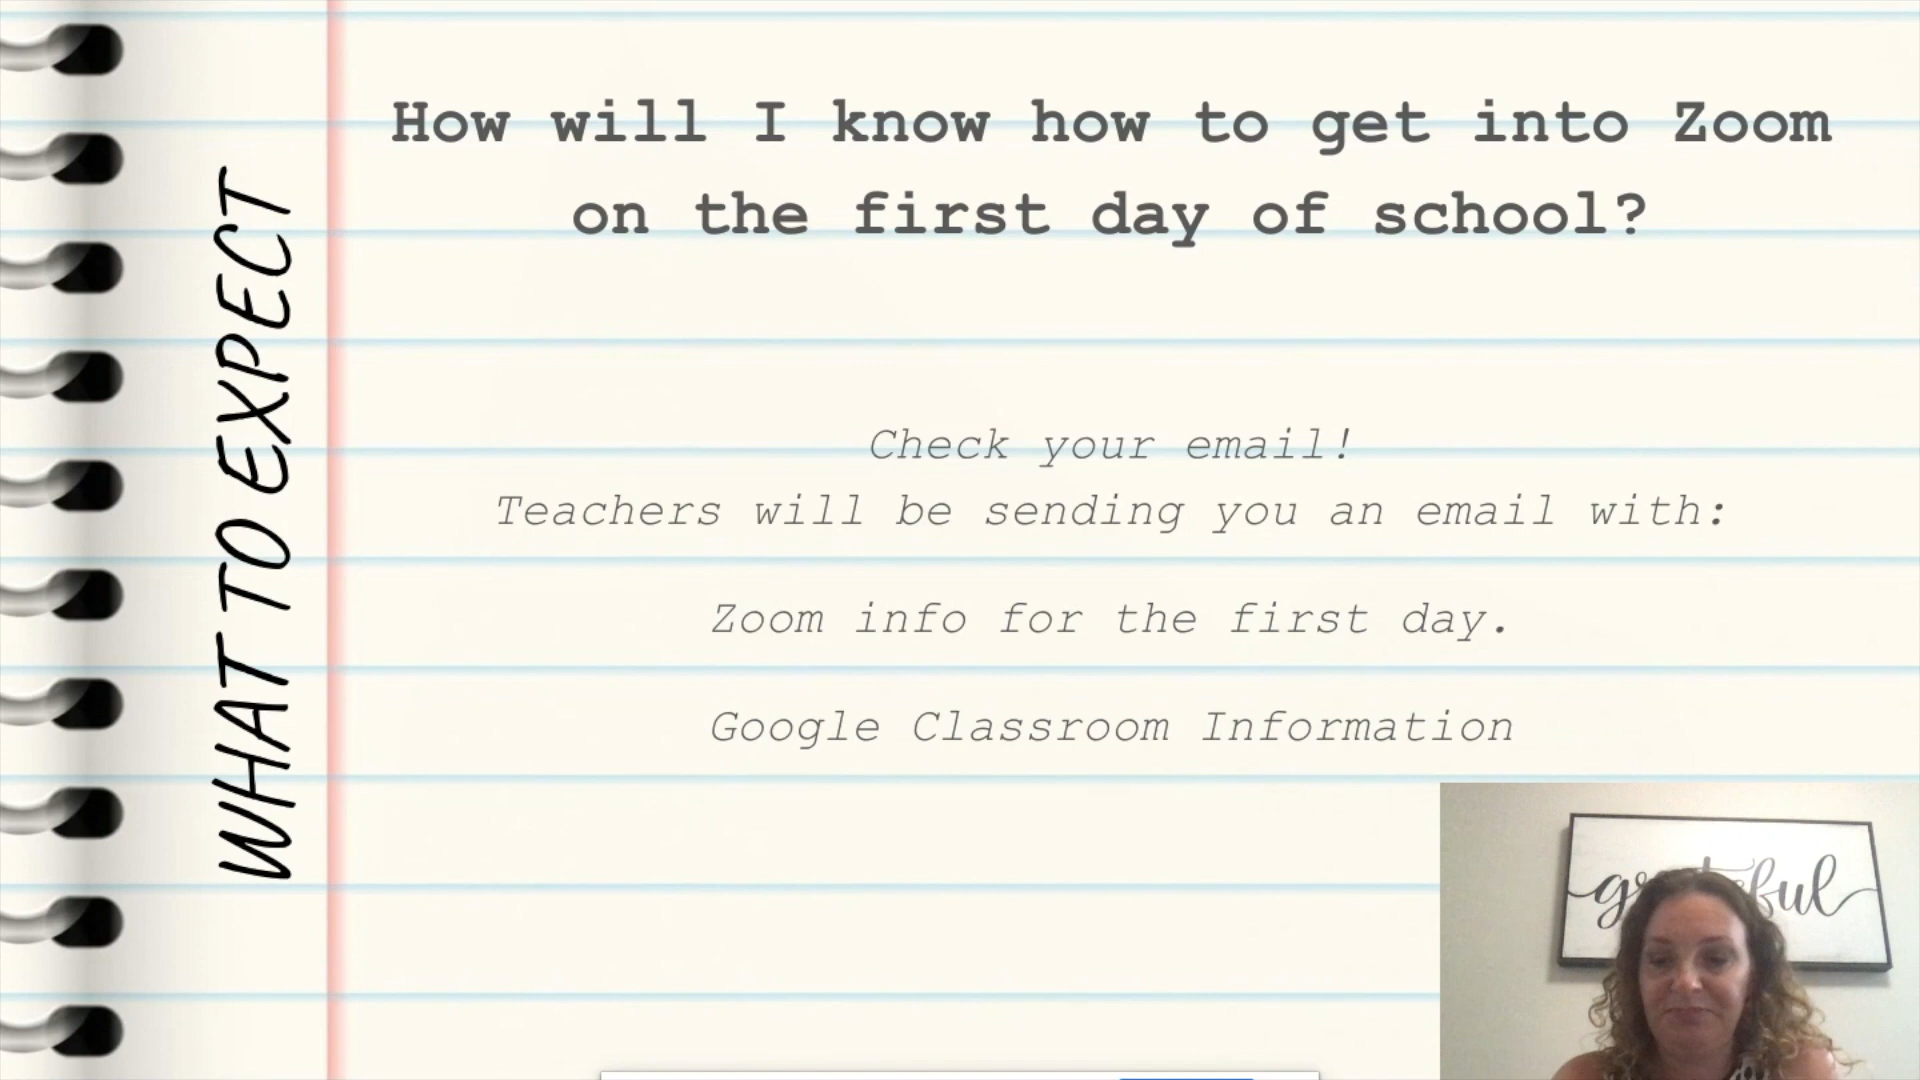 WHAT TO EXPECT
How will I know how to get into Zoom
on the first day of school?
Check your email!
Teachers will be sending you an email with:
Zoom info for the first day.
Google Classroom Information